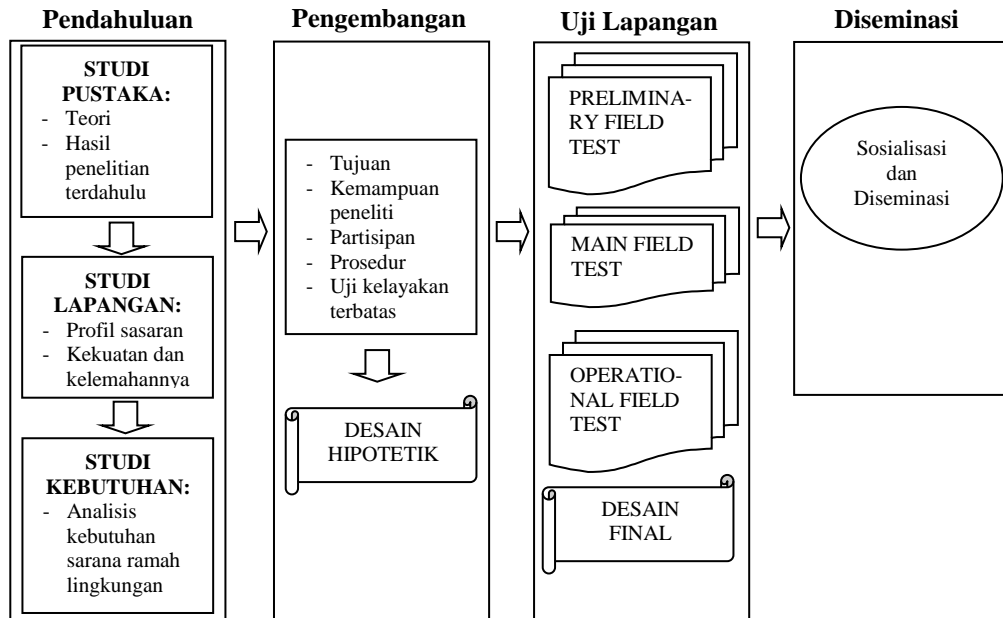 Pendahuluan
STUDI
PUSTAKA:
- Teori
- Hasil
penelitian
terdahulu
STUDI
LAPANGAN:
- Profil sasaran
- Kekuatan dan
kelemahannya
STUDI
KEBUTUHAN:
- Analisis
kebutuhan
sarana ramah
lingkungan
Pengembangan
- Tujuan
- Kemampuan
peneliti
- Partisipan
- Prosedur
- Uji kelayakan
terbatas
DESAIN
HIPOTETIK
Uji Lapangan
PRELIMINA-
RY FIELD
TEST
MAIN FIELD
TEST
OPERATIO-
NAL FIELD
TEST
DESAIN
FINAL
Diseminasi
Sosialisasi
dan
Diseminasi